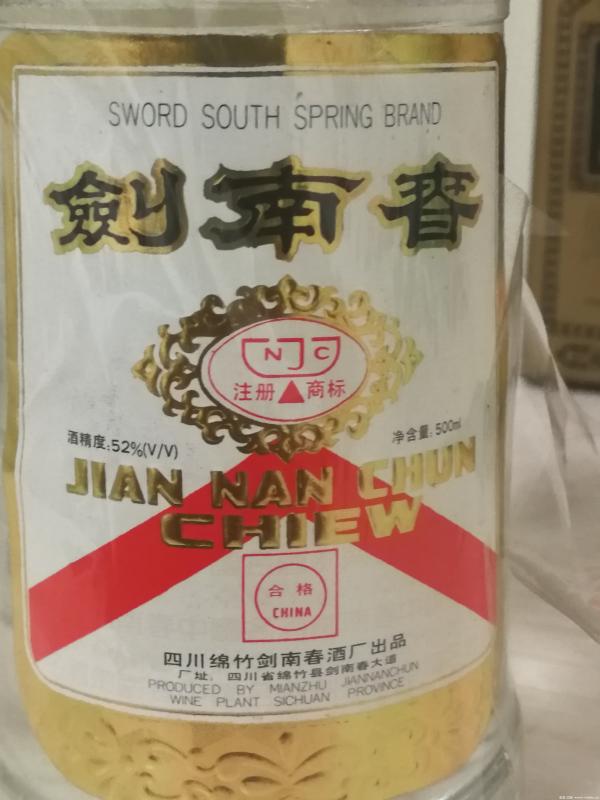 SWORD SOUTH SPRING BRAND
劍南春
NJC
注册 商标
酒精度:52%(V/V)
净含量:500ml
JIAN NAN CHUN
CHIEW
合格
CHINA
四川绵竹剑南春酒厂出品
厂址: 四川省绵竹县剑南春大道
PRODUCED BY MIANZHU JIANNANCHUN
WINE PLANT SICHUAN PROVINCE